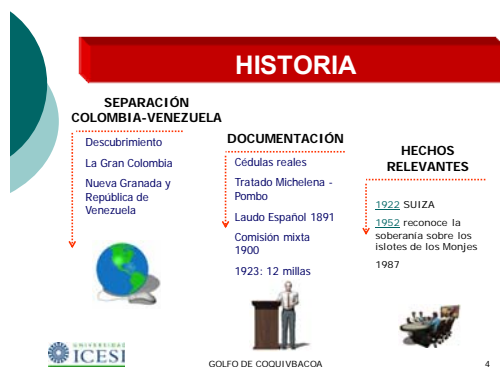 HISTORIA
SEPARACIÓN
COLOMBIA-VENEZUELA
Descubrimiento
La Gran Colombia
Nueva Granada y
República de
Venezuela
DOCUMENTACIÓN
Cédulas reales
Tratado Michelena -
Pombo
Laudo Español 1891
Comisión mixta
1900
1923: 12 millas
HECHOS
RELEVANTES
1922 SUIZA
1952 reconoce la
soberanía sobre los
islotes de los Monjes
1987
UNIVERSIDAD
ICESI
GOLFO DE COQUIVBACOA
4